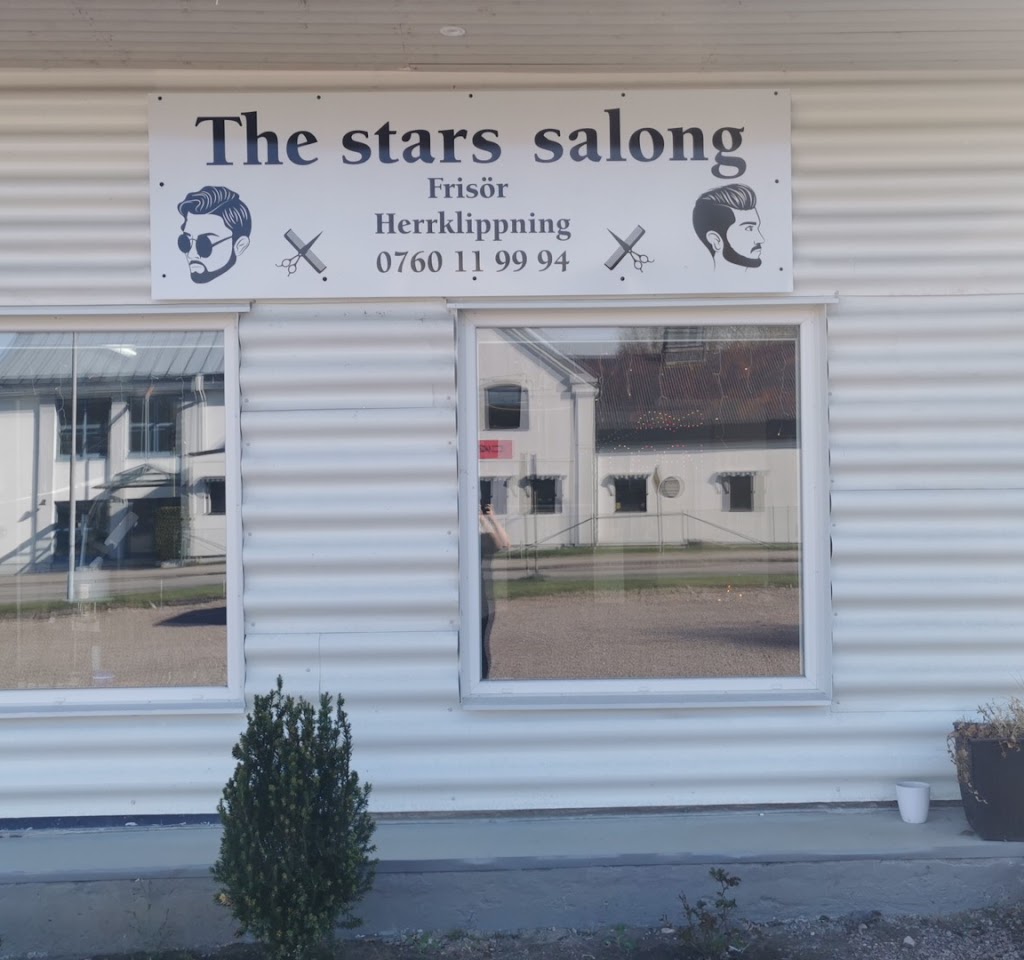 The stars salong
Frisör
Herrklippning
0760 11 99 94